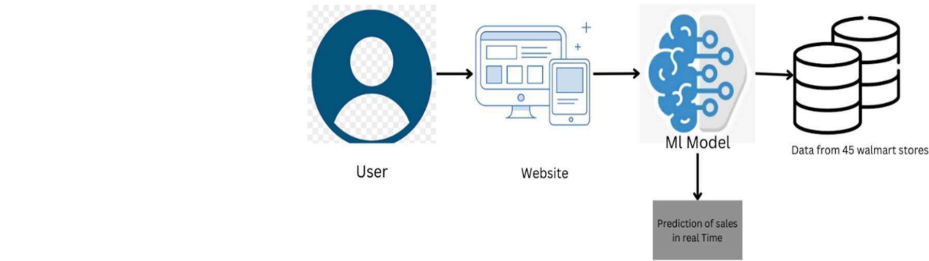 User
Website
Ml Model
Data from 45 walmart stores
Prediction of sales
in real Time